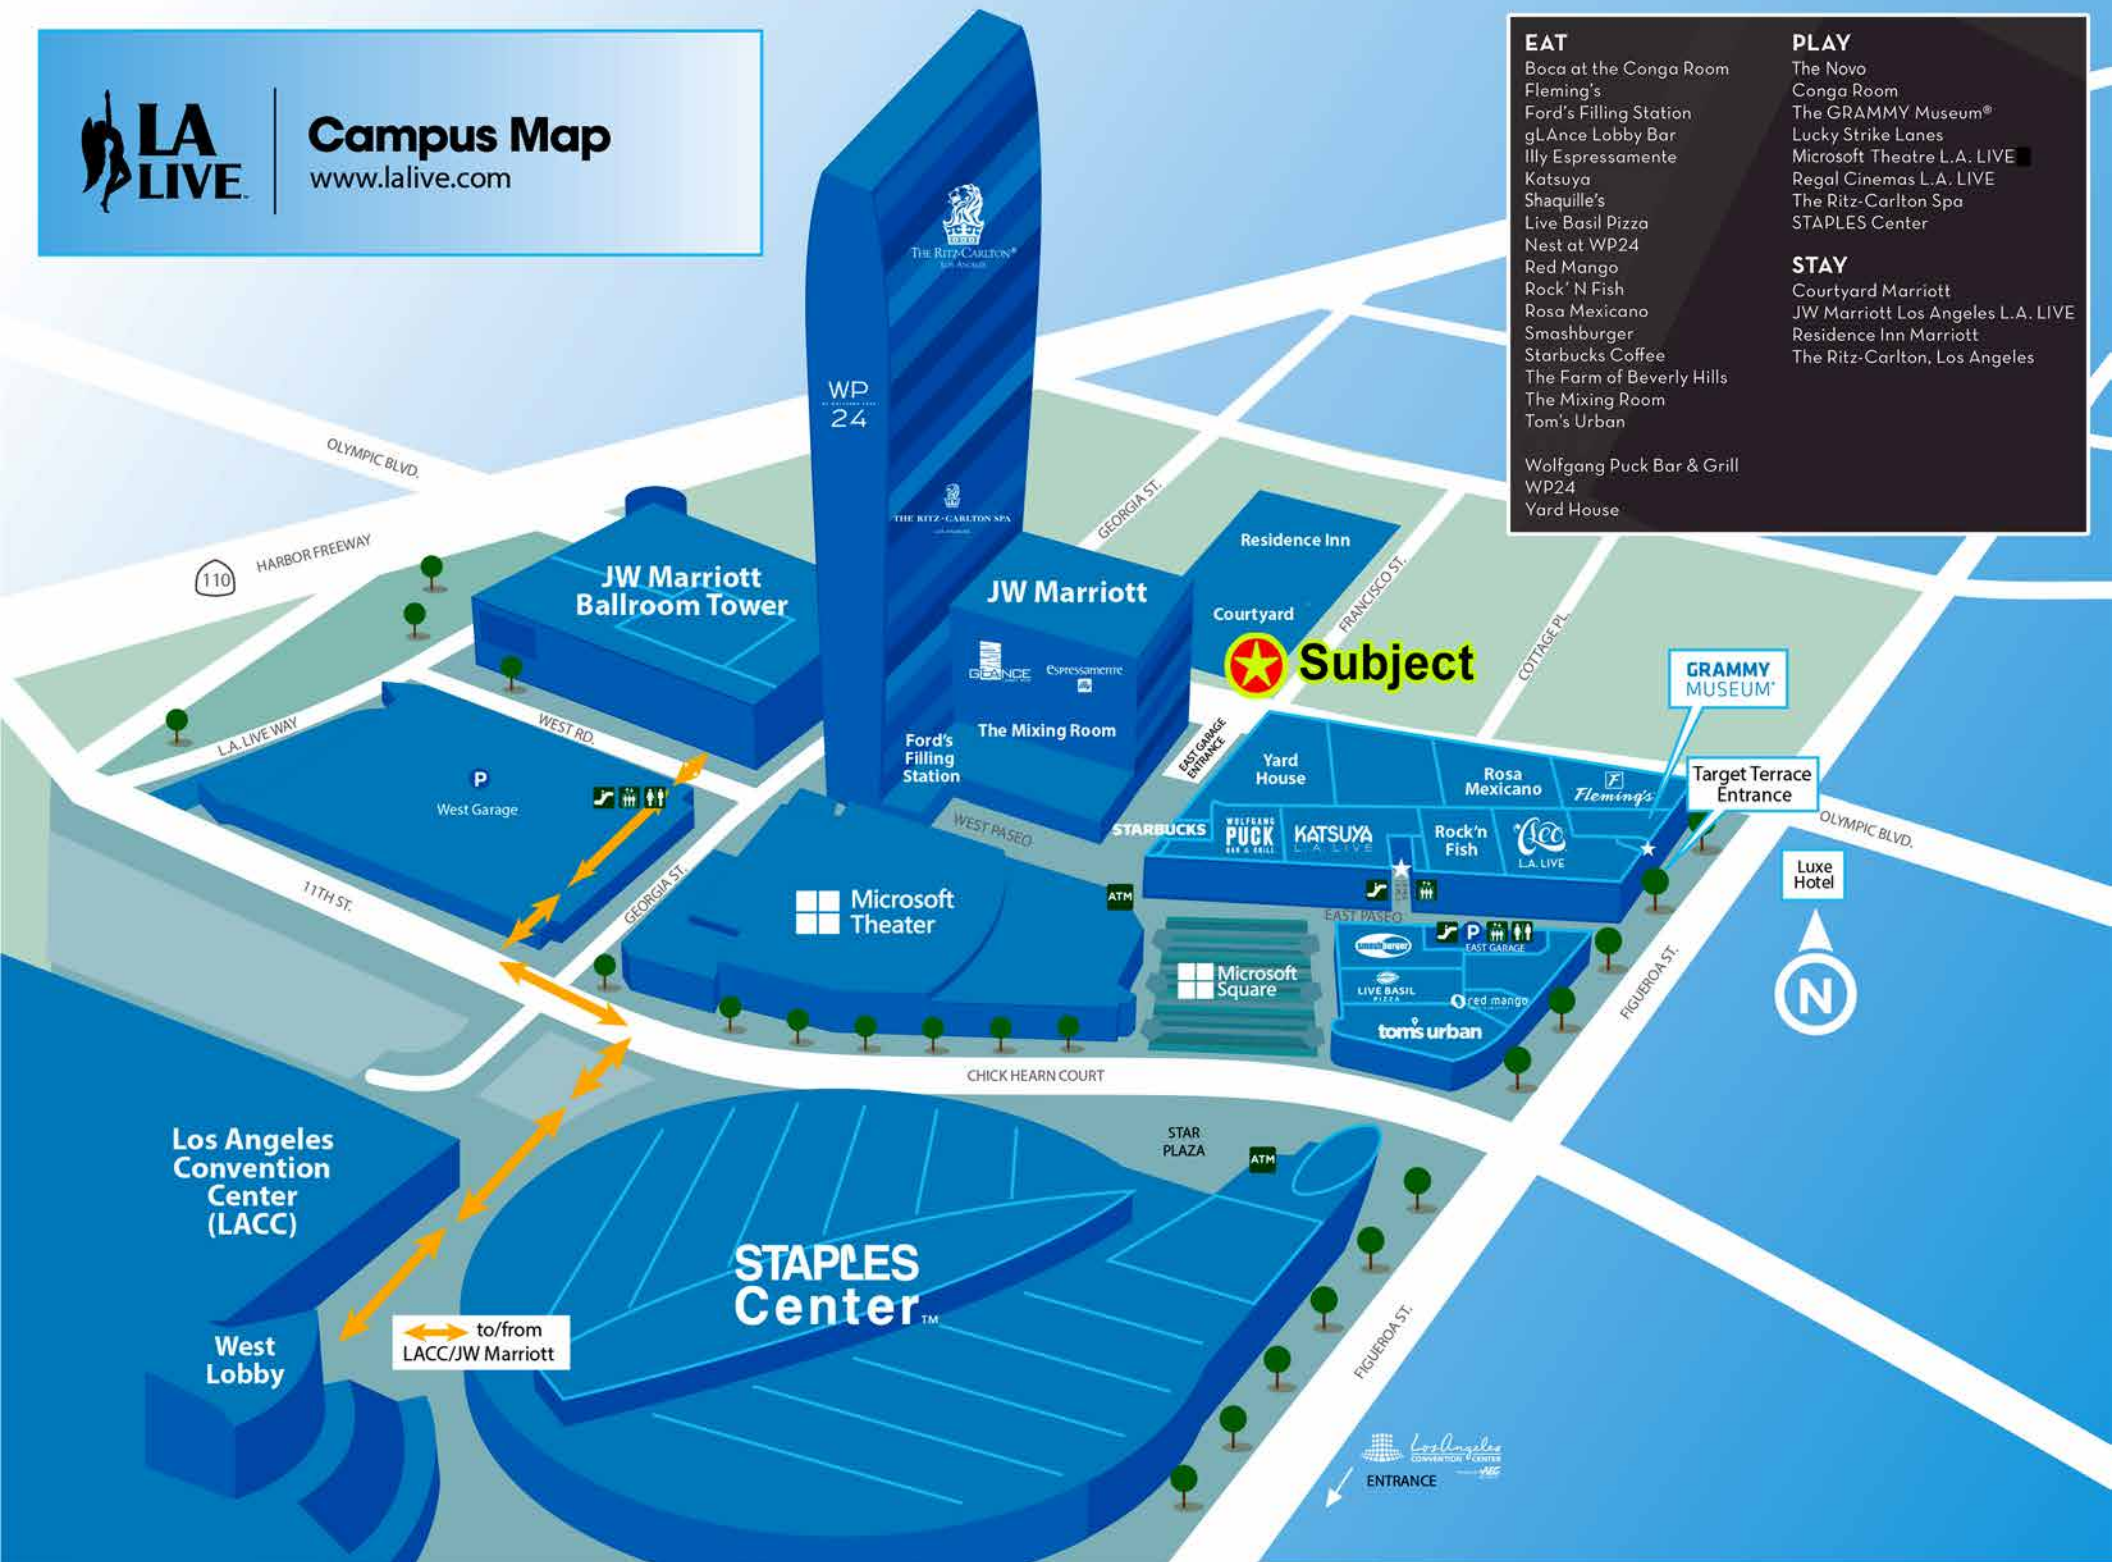 LA
LIVE
Campus Map
www.lalive.com
EAT
Boca at the Conga Room
Fleming's
Ford's Filling Station
gLAnce Lobby Bar
Illy Espressamente
Katsuya
Shaquille's
Live Basil Pizza
Nest at WP24
Red Mango
Rock' N Fish
Rosa Mexicano
Smashburger
Starbucks Coffee
The Farm of Beverly Hills
The Mixing Room
Tom's Urban
Wolfgang Puck Bar & Grill
WP24
Yard House
PLAY
The Novo
Conga Room
The GRAMMY Museum®
Lucky Strike Lanes
Microsoft Theatre L.A. LIVE
Regal Cinemas L.A. LIVE
The Ritz-Carlton Spa
STAPLES Center
STAY
Courtyard Marriott
JW Marriott Los Angeles L.A. LIVE
Residence Inn Marriott
The Ritz-Carlton, Los Angeles
THE RITZ-CARLTON®
LOS ANGELES
WP
24
THE RITZ-CARLTON SPA
OLYMPIC BLVD.
110
HARBOR FREEWAY
GEORGIA ST.
Residence Inn
Courtyard
FRANCISCO ST.
COTTAGE PL.
Subject
JW Marriott
Ballroom Tower
JW Marriott
GLANCE
espressamente
illy
The Mixing Room
Ford's
Filling
Station
L.A. LIVE WAY
WEST RD.
P
West Garage
EAST GARAGE
ENTRANCE
GRAMMY
MUSEUM
Target Terrace
Entrance
Yard
House
Rosa
Mexicano
F
Fleming's
STARBUCKS
WOLFGANG
PUCK
BAR & GRILL
KATSUYA
L.A. LIVE
Rock'n
Fish
L.A. LIVE
OLYMPIC BLVD.
Luxe
Hotel
N
WEST PASEO
11TH ST.
GEORGIA ST.
Microsoft
Theater
ATM
EAST PASEO
smashburger
P
EAST GARAGE
Microsoft
Square
LIVE BASIL
PIZZA
red mango
tom's urban
FIGUEROA ST.
CHICK HEARN COURT
STAR
PLAZA
ATM
Los Angeles
Convention
Center
(LACC)
STAPLES
Center™
West
Lobby
to/from
LACC/JW Marriott
FIGUEROA ST.
Los Angeles
CONVENTION CENTER
AEG
ENTRANCE